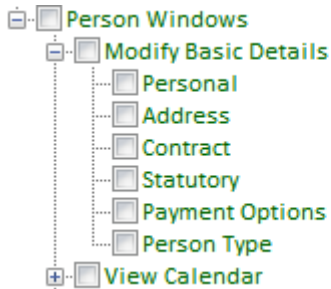 Person Windows
Modify Basic Details
Personal
Address
Contract
Statutory
Payment Options
Person Type
View Calendar